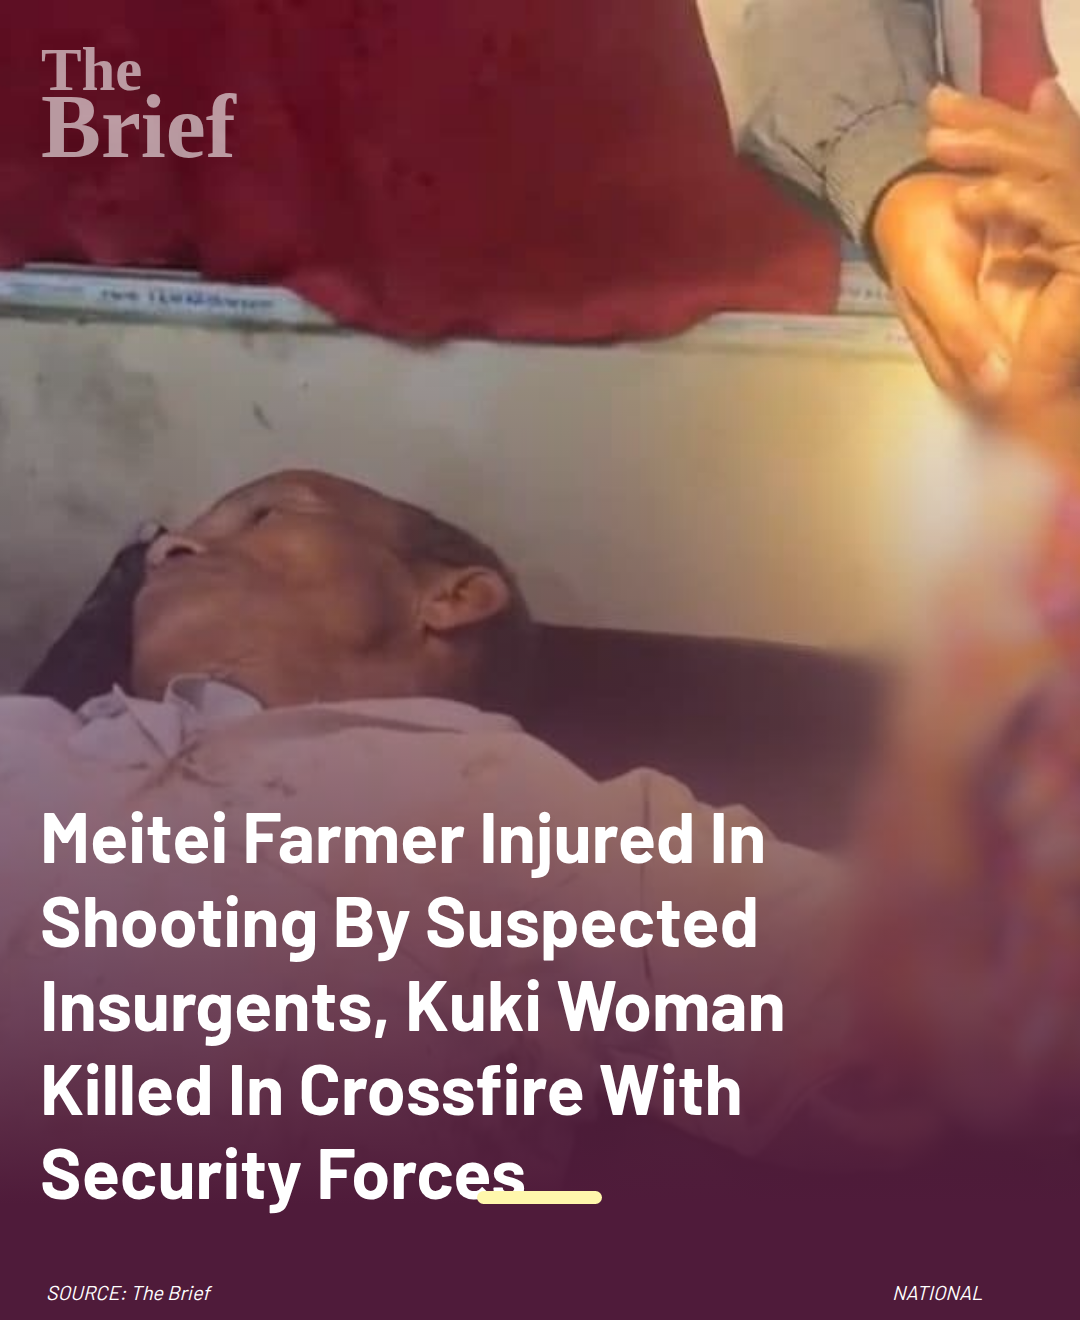 The
Brief
Meitei Farmer Injured In
Shooting By Suspected
Insurgents, Kuki Woman
Killed In Crossfire With
Security Forces
SOURCE: The Brief
NATIONAL